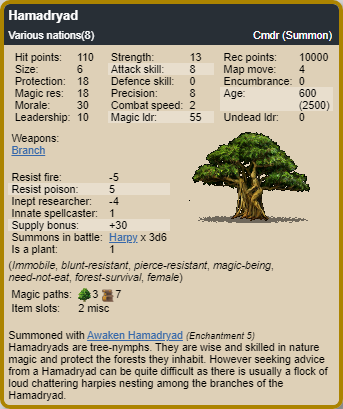 Hamadryad
Various nations(8) Cmdr (Summon)
Hit points: 110 Strength: 13 Rec points: 10000
Size: 6 Attack skill: 8 Map move: 4
Protection: 18 Defence skill: 0 Encumbrance: 0
Magic res: 18 Precision: 8 Age: 600
Morale: 30 Combat speed: 2 (2500)
Leadership: 10 Magic ldr: 55 Undead ldr: 0
Weapons:
Branch
Resist fire: -5
Resist poison: 5
Inept researcher: -4
Innate spellcaster: 1
Supply bonus: +30
Summons in battle: Harpy x 3d6
Is a plant: 1
(Immobile, blunt-resistant, pierce-resistant, magic-being,
need-not-eat, forest-survival, female)
Magic paths: 3 7
Item slots: 2 misc
Summoned with Awaken Hamadryad (Enchantment 5)
Hamadryads are tree-nymphs. They are wise and skilled in nature
magic and protect the forests they inhabit. However seeking advice
from a Hamadryad can be quite difficult as there is usually a flock of
loud chattering harpies nesting among the branches of the
Hamadryad.